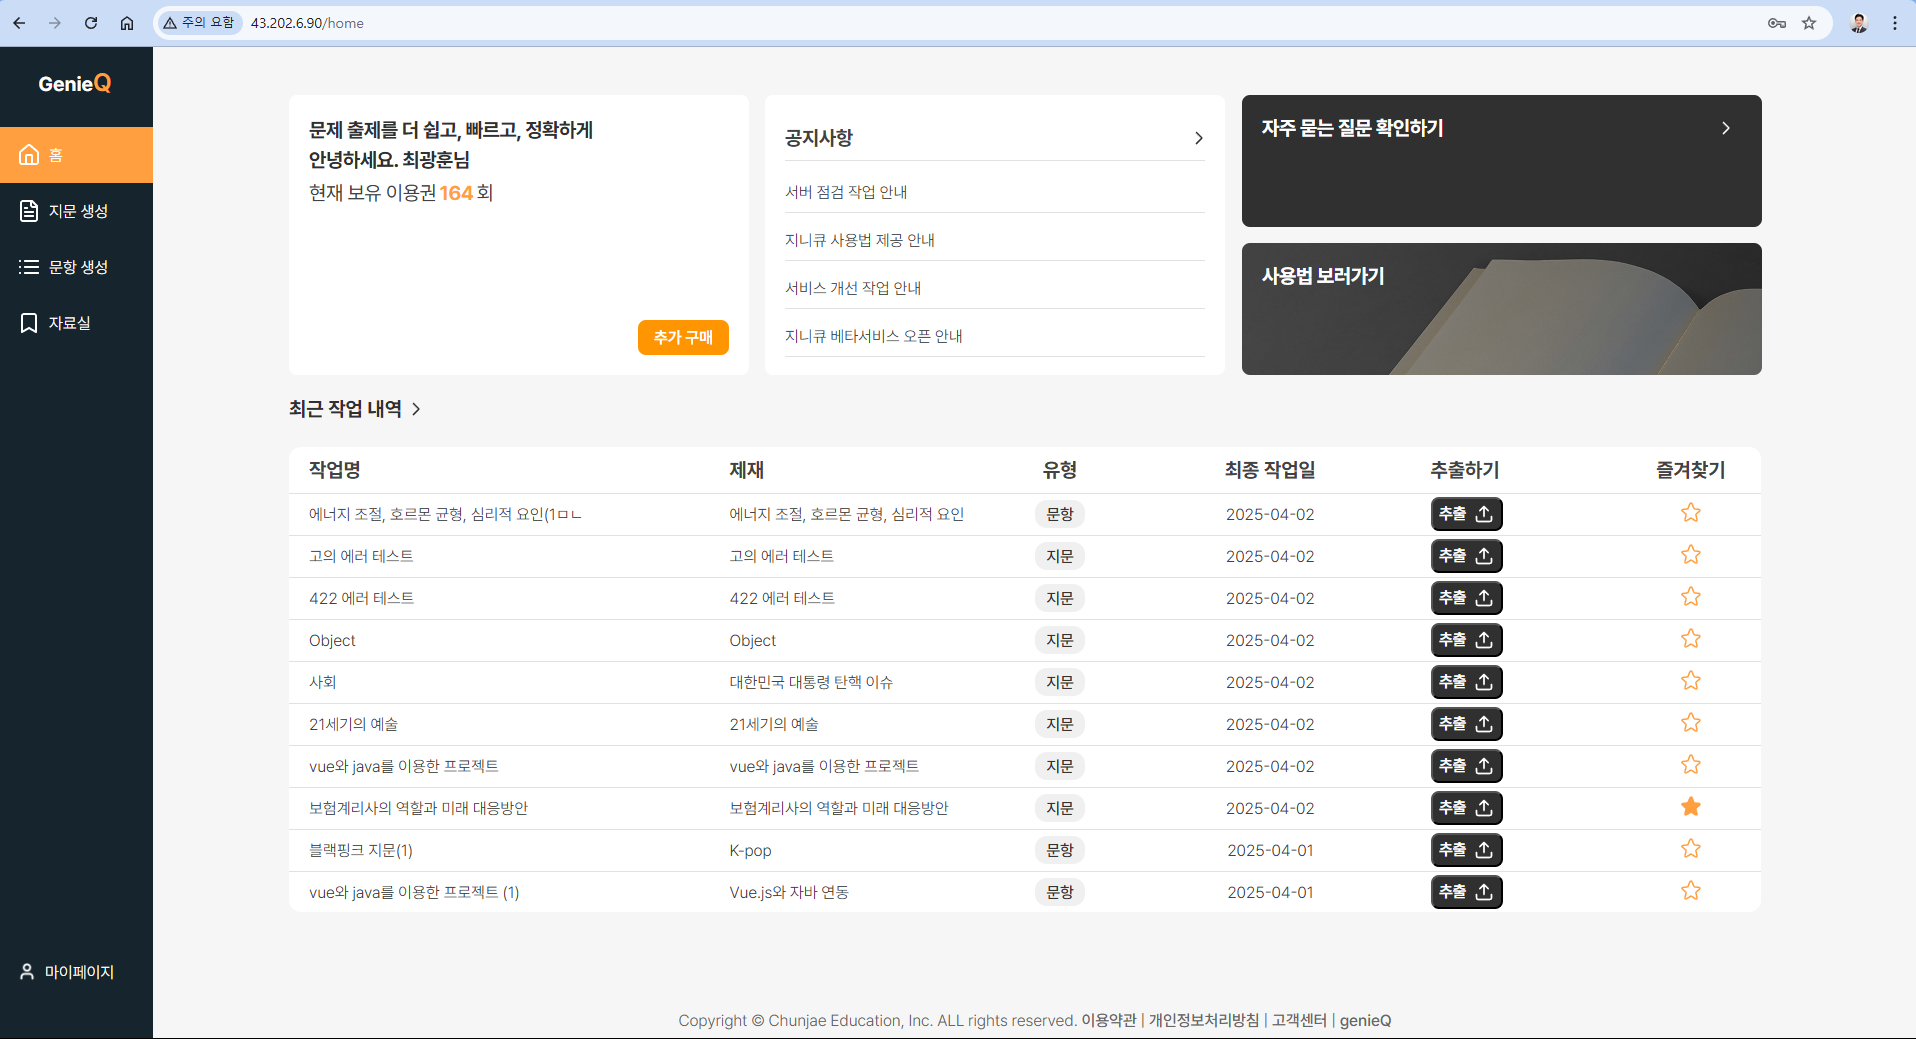 주의 요함 43.202.6.90/home
GenieQ
홈
지문 생성
문항 생성
자료실
마이페이지
문제 출제를 더 쉽고, 빠르고, 정확하게
안녕하세요. 최광훈님
현재 보유 이용권 164 회
추가 구매
공지사항
서버 점검 작업 안내
지니큐 사용법 제공 안내
서비스 개선 작업 안내
지니큐 베타서비스 오픈 안내
자주 묻는 질문 확인하기
사용법 보러가기
최근 작업 내역
작업명 제재 유형 최종 작업일 추출하기 즐겨찾기
에너지 조절, 호르몬 균형, 심리적 요인(1ㅁㄴ 에너지 조절, 호르몬 균형, 심리적 요인 문항 2025-04-02 추출
고의 에러 테스트 고의 에러 테스트 지문 2025-04-02 추출
422 에러 테스트 422 에러 테스트 지문 2025-04-02 추출
Object Object 지문 2025-04-02 추출
사회 대한민국 대통령 탄핵 이슈 지문 2025-04-02 추출
21세기의 예술 21세기의 예술 지문 2025-04-02 추출
vue와 java를 이용한 프로젝트 vue와 java를 이용한 프로젝트 지문 2025-04-02 추출
보험계리사의 역할과 미래 대응방안 보험계리사의 역할과 미래 대응방안 지문 2025-04-02 추출
블랙핑크 지문(1) K-pop 문항 2025-04-01 추출
vue와 java를 이용한 프로젝트 (1) Vue.js와 자바 연동 문항 2025-04-01 추출
Copyright © Chunjae Education, Inc. ALL rights reserved. 이용약관 | 개인정보처리방침 | 고객센터 | genieQ